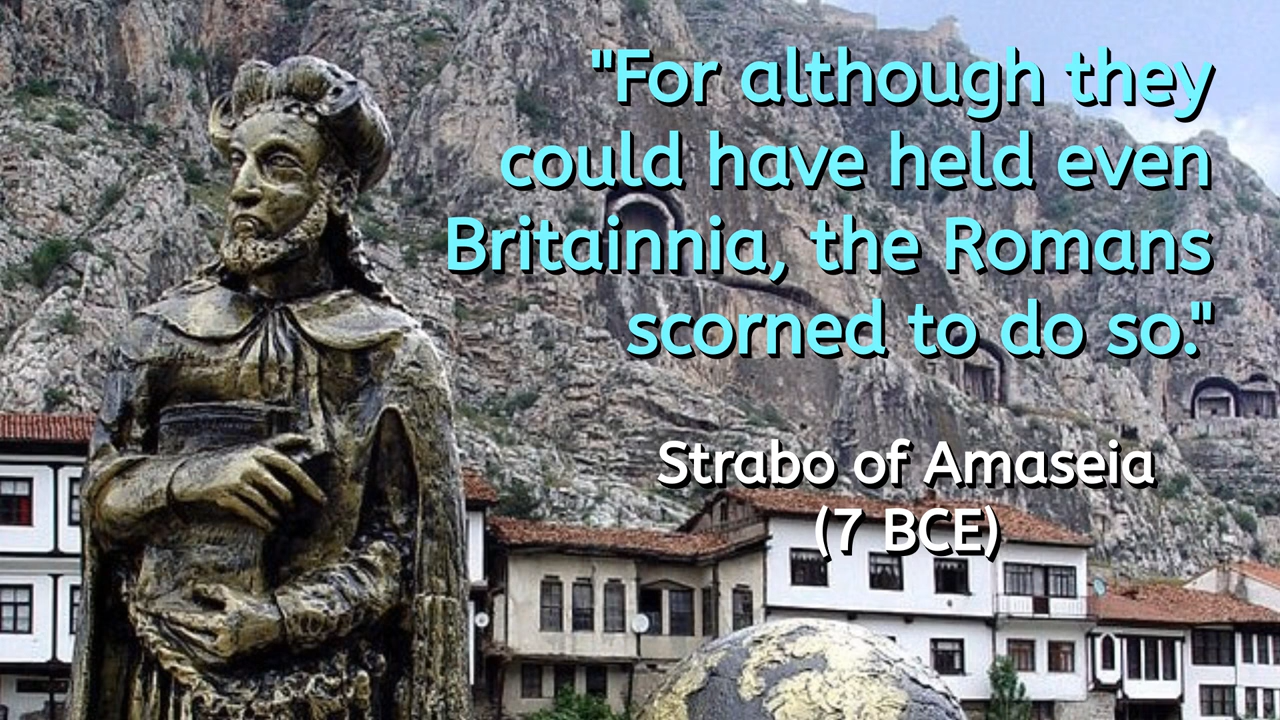 "For although they
could have held even
Britainnia, the Romans
scorned to do so."
Strabo of Amaseia
(7 BCE)